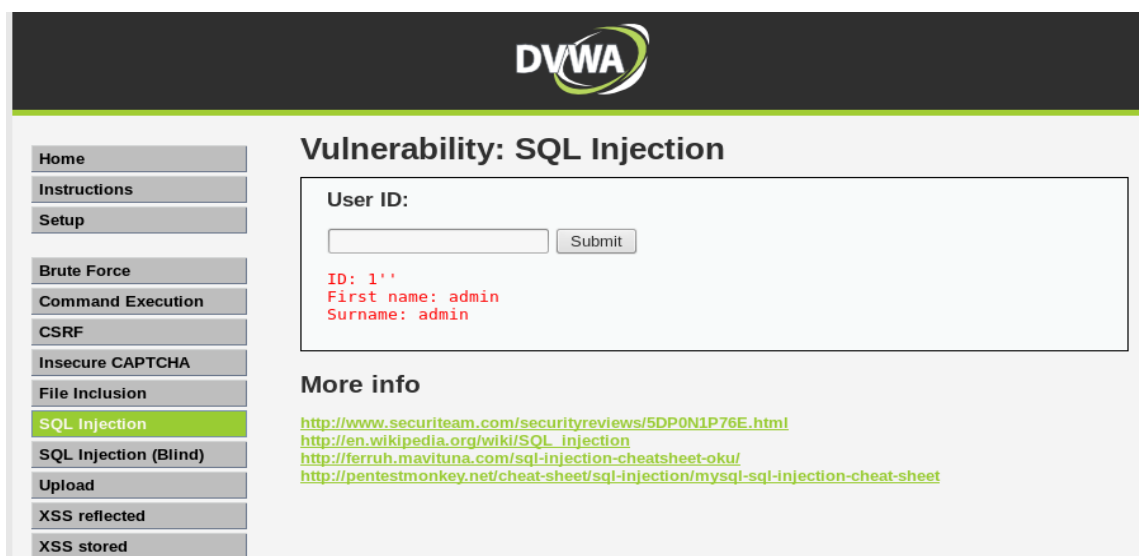 DVWA
Home
Instructions
Setup
Brute Force
Command Execution
CSRF
Insecure CAPTCHA
File Inclusion
SQL Injection
SQL Injection (Blind)
Upload
XSS reflected
XSS stored
Vulnerability: SQL Injection
User ID:
Submit
ID: 1''
First name: admin
Surname: admin
More info
http://www.securiteam.com/securityreviews/5DP0N1P76E.html
http://en.wikipedia.org/wiki/SQL_injection
http://ferruh.mavituna.com/sql-injection-cheatsheet-oku/
http://pentestmonkey.net/cheat-sheet/sql-injection/mysql-sql-injection-cheat-sheet